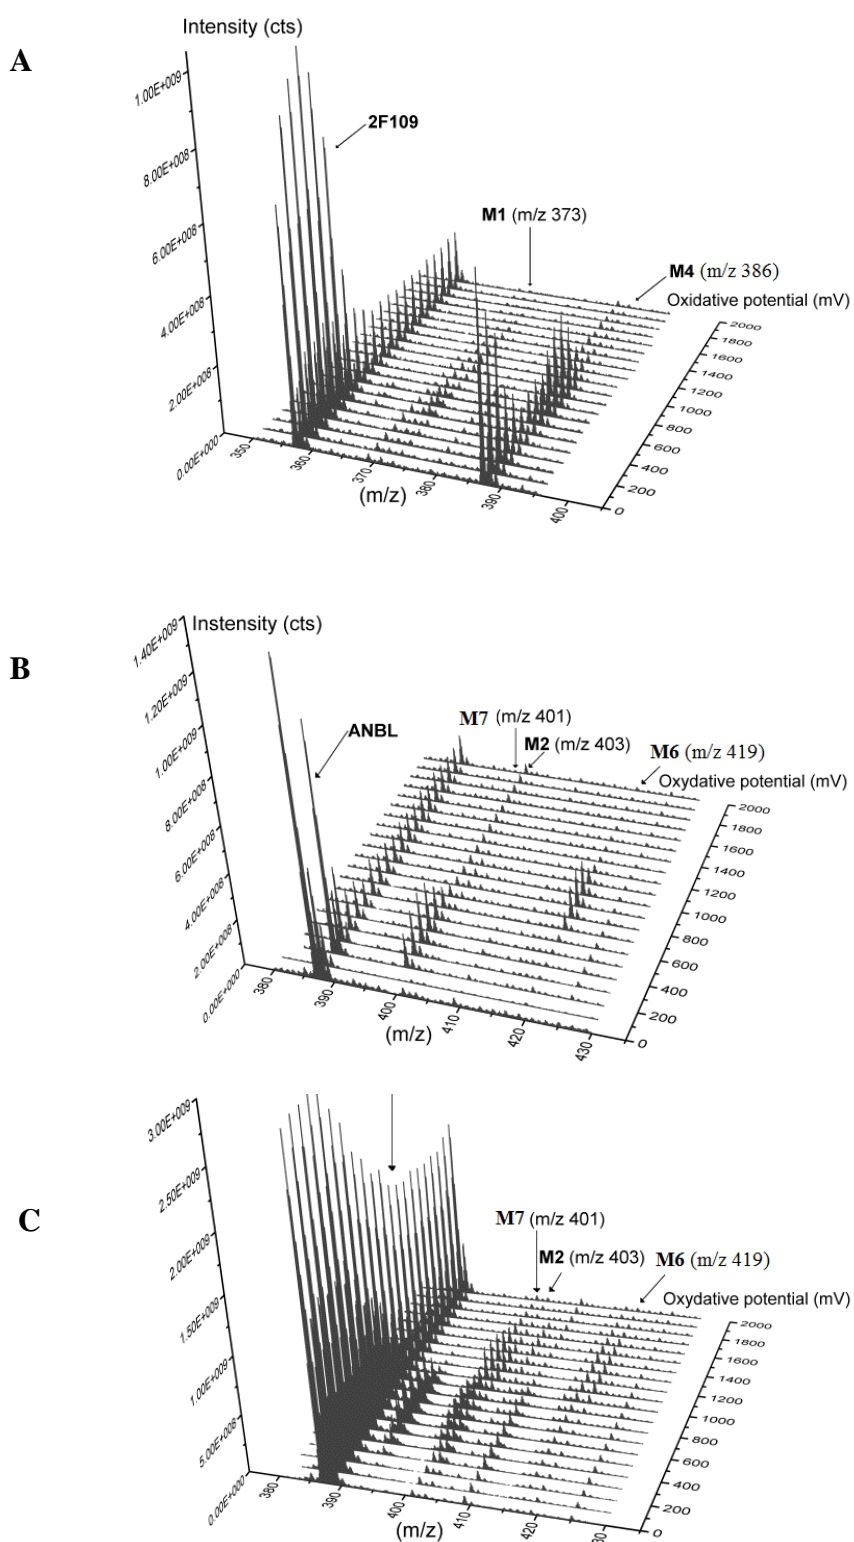 Intensity (cts)
A
1.00E+009
8.00E+008
6.00E+008
4.00E+008
2.00E+008
0.00E+000
2F109
M1 (m/z 373)
M4 (m/z 386)
Oxidative potential (mV)
2000
1800
1600
1400
1200
1000
800
600
400
200
0
350
360
370
380
390
400
(m/z)
B
Instensity (cts)
1.40E+009
1.20E+009
1.00E+009
8.00E+008
6.00E+008
4.00E+008
2.00E+008
0.00E+000
ANBL
M7 (m/z 401)
M2 (m/z 403)
M6 (m/z 419)
Oxydative potential (mV)
2000
1800
1600
1400
1200
1000
800
600
400
200
0
380
390
400
410
420
430
(m/z)
C
3.00E+009
2.50E+009
2.00E+009
1.50E+009
1.00E+009
5.00E+008
0.00E+000
M7 (m/z 401)
M2 (m/z 403)
M6 (m/z 419)
Oxydative potential (mV)
2000
1800
1600
1400
1200
1000
800
600
400
200
0
380
390
400
410
420
30
(m/z)